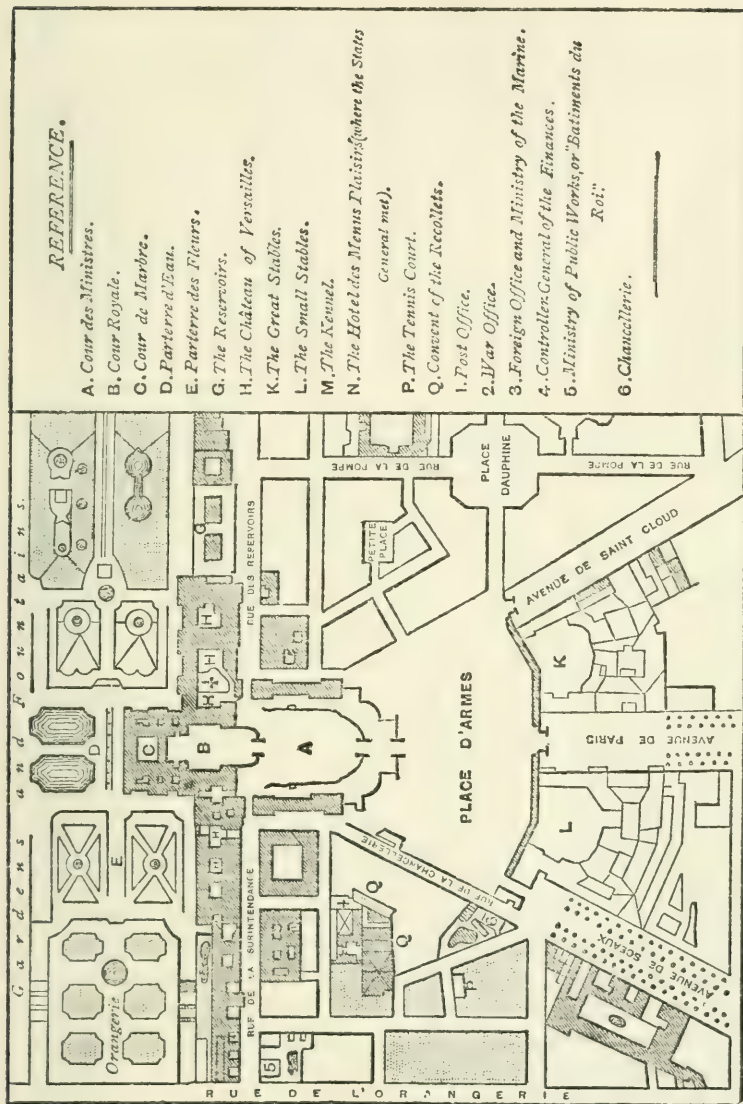 REFERENCE.
A. Cour des Ministres.
B. Cour Royale.
C. Cour de Marbre.
D. Parterre d'Eau.
E. Parterre des Fleurs.
G. The Reservoirs.
H. The Château of Versailles.
K. The Great Stables.
L. The Small Stables.
M. The Kennel.
N. The Hotel des Menus Plaisirs (where the States
General met).
P. The Tennis Court.
Q. Convent of the Recollets.
1. Post Office.
2. War Office.
3. Foreign Office and Ministry of the Marine.
4. Controller-General of the Finances.
5. Ministry of Public Works, or "Batiments du
Roi."
6. Chancellerie.
Gardens and Fountains.
Orangerie
E
D
C
B
A
H
H
H
H
G
RUE DES RESERVOIRS
RUE DE LA SURINTENDANCE
RUE DE LA POMPE
PETITE PLACE
PLACE DAUPHINE
RUE DE LA POMPE
AVENUE DE SAINT CLOUD
PLACE D'ARMES
RUE DE LA CHANCELLERIE
Q
Q
5
K
L
AVENUE DE PARIS
AVENUE DE SCEAUX
RUE DE L'ORANGERIE